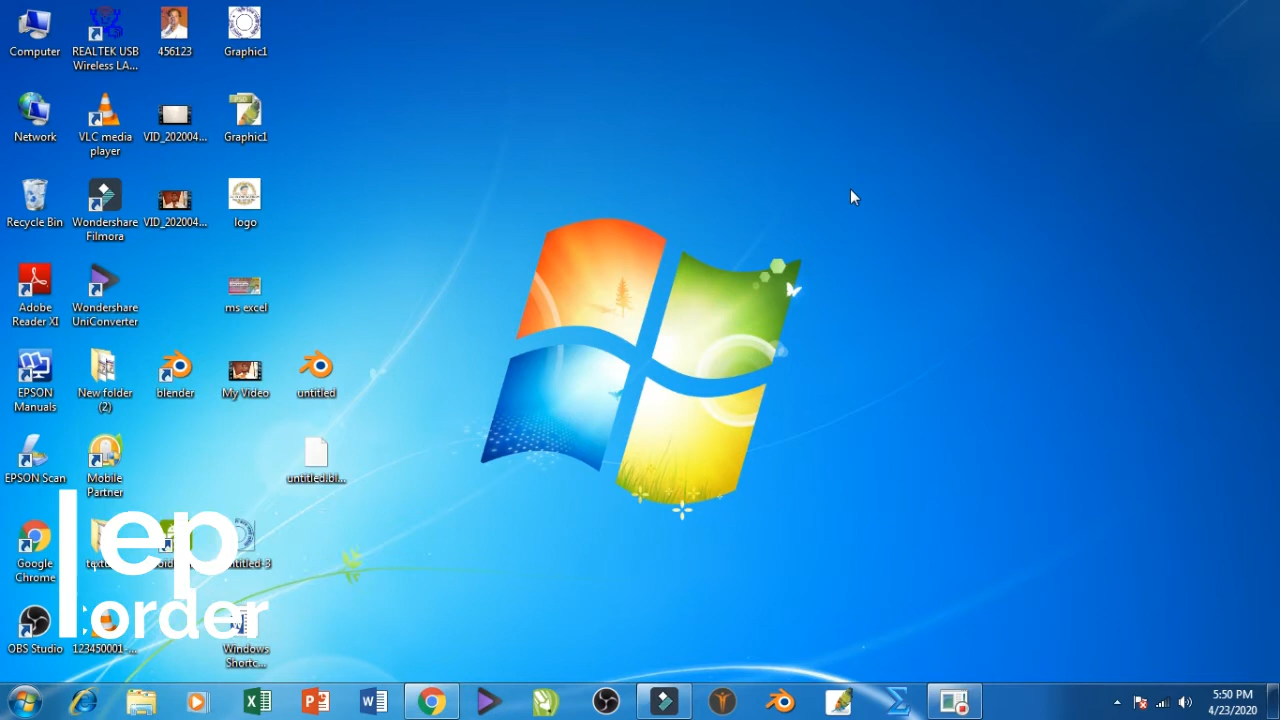 Computer
REALTEK USB
Wireless LA...
456123
Graphic1
Network
VLC media
player
VID_202004...
Graphic1
Recycle Bin
Wondershare
Filmora
VID_202004...
logo
Adobe
Reader XI
Wondershare
UniConverter
ms excel
EPSON
Manuals
New folder
(2)
blender
My Video
untitled
EPSON Scan
Mobile
Partner
untitled.bl...
ep
order
Google
Chrome
OBS Studio
123450001-...
Windows
Shortc...
5:50 PM
4/23/2020